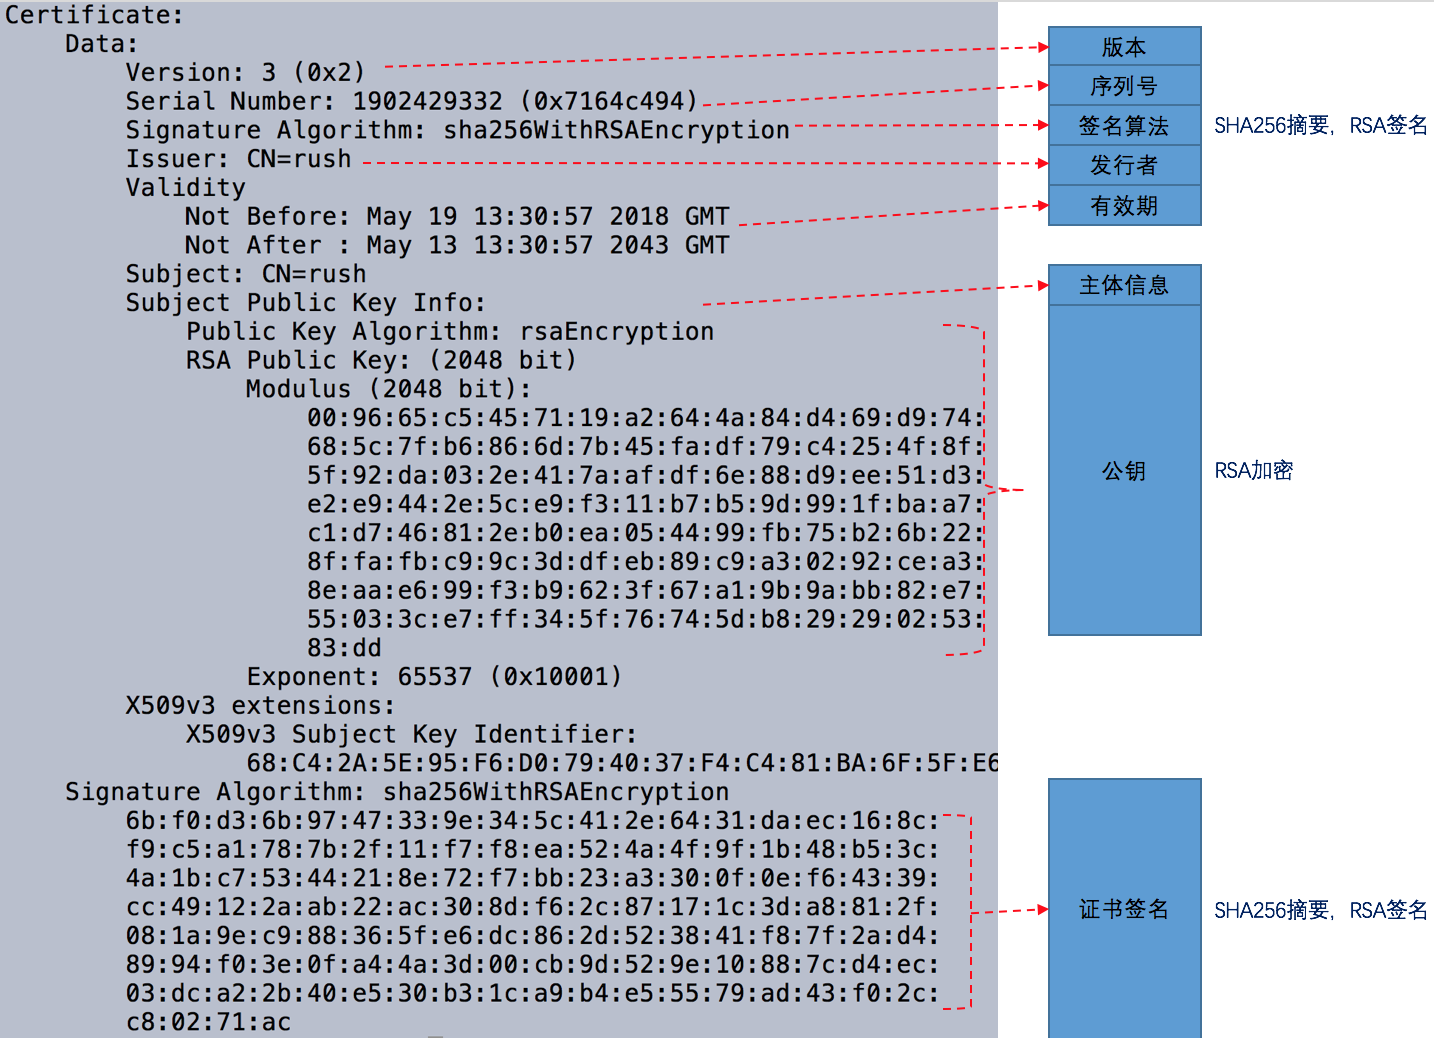 Certificate:
Data:
Version: 3 (0x2)
Serial Number: 1902429332 (0x7164c494)
Signature Algorithm: sha256WithRSAEncryption
Issuer: CN=rush
Validity
Not Before: May 19 13:30:57 2018 GMT
Not After : May 13 13:30:57 2043 GMT
Subject: CN=rush
Subject Public Key Info:
Public Key Algorithm: rsaEncryption
RSA Public Key: (2048 bit)
Modulus (2048 bit):
00:96:65:c5:45:71:19:a2:64:4a:84:d4:69:d9:74:
68:5c:7f:b6:86:6d:7b:45:fa:df:79:c4:25:4f:8f:
5f:92:da:03:2e:41:7a:af:df:6e:88:d9:ee:51:d3:
e2:e9:44:2e:5c:e9:f3:11:b7:b5:9d:99:1f:ba:a7:
c1:d7:46:81:2e:b0:ea:05:44:99:fb:75:b2:6b:22:
8f:fa:fb:c9:9c:3d:df:eb:89:c9:a3:02:92:ce:a3:
8e:aa:e6:99:f3:b9:62:3f:67:a1:9b:9a:bb:82:e7:
55:03:3c:e7:ff:34:5f:76:74:5d:b8:29:29:02:53:
83:dd
Exponent: 65537 (0x10001)
X509v3 extensions:
X509v3 Subject Key Identifier:
68:C4:2A:5E:95:F6:D0:79:40:37:F4:C4:81:BA:6F:5F:E6
Signature Algorithm: sha256WithRSAEncryption
6b:f0:d3:6b:97:47:33:9e:34:5c:41:2e:64:31:da:ec:16:8c:
f9:c5:a1:78:7b:2f:11:f7:f8:ea:52:4a:4f:9f:1b:48:b5:3c:
4a:1b:c7:53:44:21:8e:72:f7:bb:23:a3:30:0f:0e:f6:43:39:
cc:49:12:2a:ab:22:ac:30:8d:f6:2c:87:17:1c:3d:a8:81:2f:
08:1a:9e:c9:88:36:5f:e6:dc:86:2d:52:38:41:f8:7f:2a:d4:
89:94:f0:3e:0f:a4:4a:3d:00:cb:9d:52:9e:10:88:7c:d4:ec:
03:dc:a2:2b:40:e5:30:b3:1c:a9:b4:e5:55:79:ad:43:f0:2c:
c8:02:71:ac
版本
序列号
签名算法
SHA256摘要，RSA签名
发行者
有效期
主体信息
公钥
RSA加密
证书签名
SHA256摘要，RSA签名